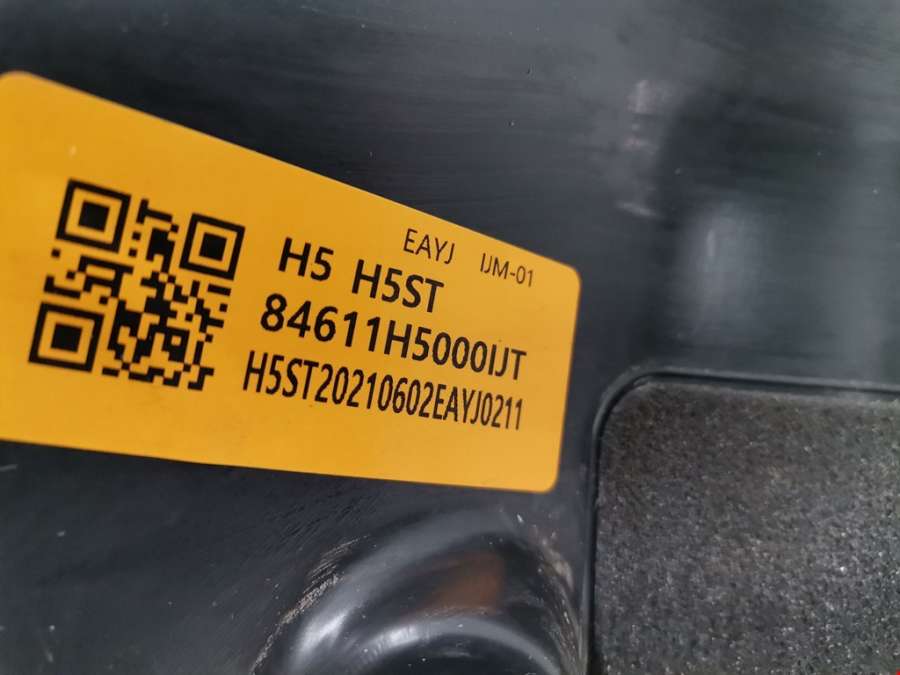 EAYJ IJM-01
H5 H5ST
84611H5000IJT
H5ST20210602EAYJ0211